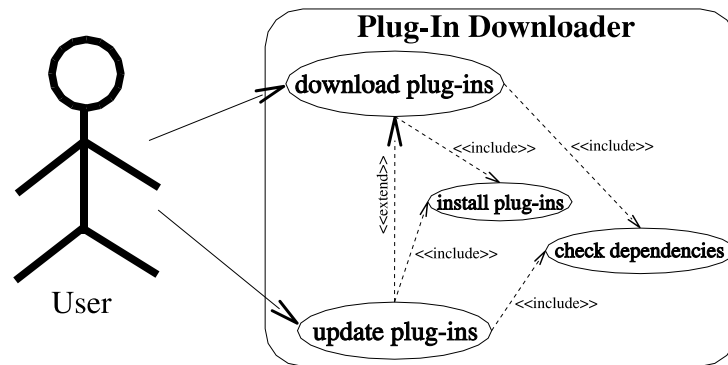 Plug-In Downloader
download plug-ins
<<include>>
<<include>>
<<extend>>
install plug-ins
<<include>>
check dependencies
User
<<include>>
update plug-ins